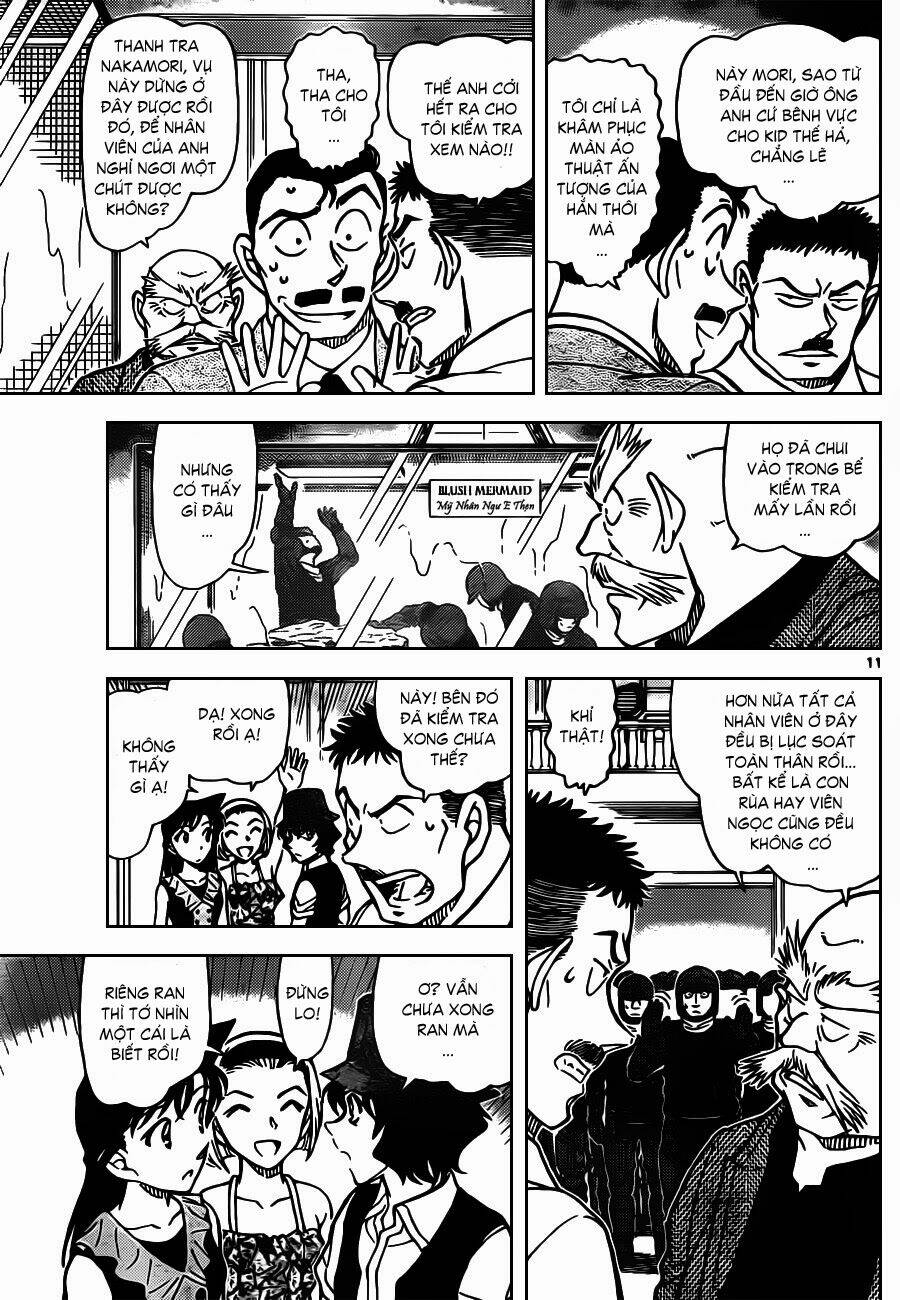 NÀY MORI, SAO TỪ
ĐẦU ĐẾN GIỜ ÔNG
ANH CỨ BÊNH VỰC
CHO KID THẾ HẢ,
CHẲNG LẼ
...
TÔI CHỈ LÀ
KHÂM PHỤC
MÀN ẢO
THUẬT ẤN
TƯỢNG CỦA
HẮN THÔI
MÀ
...
THẾ ANH CỞI
HẾT RA CHO
TÔI KIỂM TRA
XEM NÀO!!
THA,
THA CHO
TÔI
...
THANH TRA
NAKAMORI, VỤ
NÀY DỪNG Ở
ĐÂY ĐƯỢC RỒI
ĐÓ, ĐỂ NHÂN
VIÊN CỦA ANH
NGHỈ NGƠI MỘT
CHÚT ĐƯỢC
KHÔNG?
HỌ ĐÃ CHUI
VÀO TRONG BỂ
KIỂM TRA
MẤY LẦN RỒI
BLUSH MERMAID
Mỹ Nhân Ngư E Thẹn
NHƯNG
CÓ THẤY
GÌ ĐÂU
...
11
HƠN NỮA TẤT CẢ
NHÂN VIÊN Ở ĐÂY
ĐỀU BỊ LỤC SOÁT
TOÀN THÂN RỒI...
BẤT KỂ LÀ CON
RÙA HAY VIÊN
NGỌC CŨNG ĐỀU
KHÔNG CÓ
...
KHỈ
THẬT!
NÀY! BÊN ĐÓ
ĐÃ KIỂM TRA
XONG CHƯA
THẾ?
DẠ! XONG
RỒI Ạ!
KHÔNG
THẤY
GÌ Ạ!
Ơ? VẪN
CHƯA XONG
RAN MÀ
...
ĐỪNG
LO!
RIÊNG RAN
THÌ TỚ NHÌN
MỘT CÁI LÀ
BIẾT RỒI!